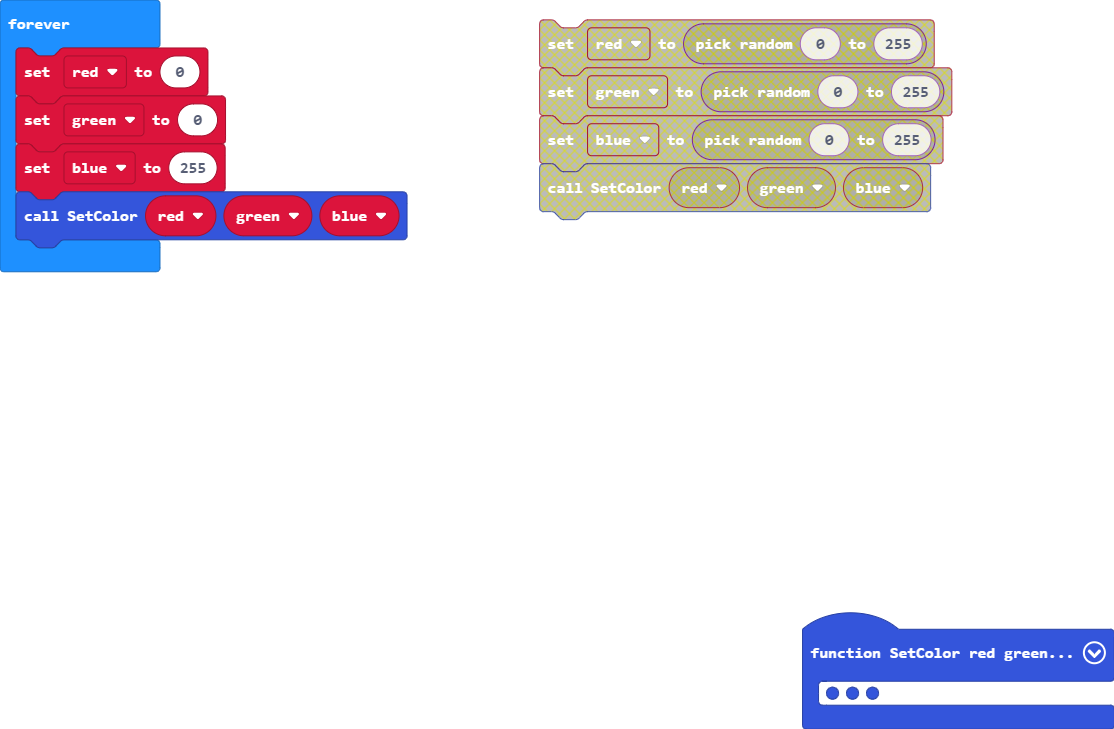 forever
set red to 0
set green to 0
set blue to 255
call SetColor red green blue
set red to pick random 0 to 255
set green to pick random 0 to 255
set blue to pick random 0 to 255
call SetColor red green blue
function SetColor red green...